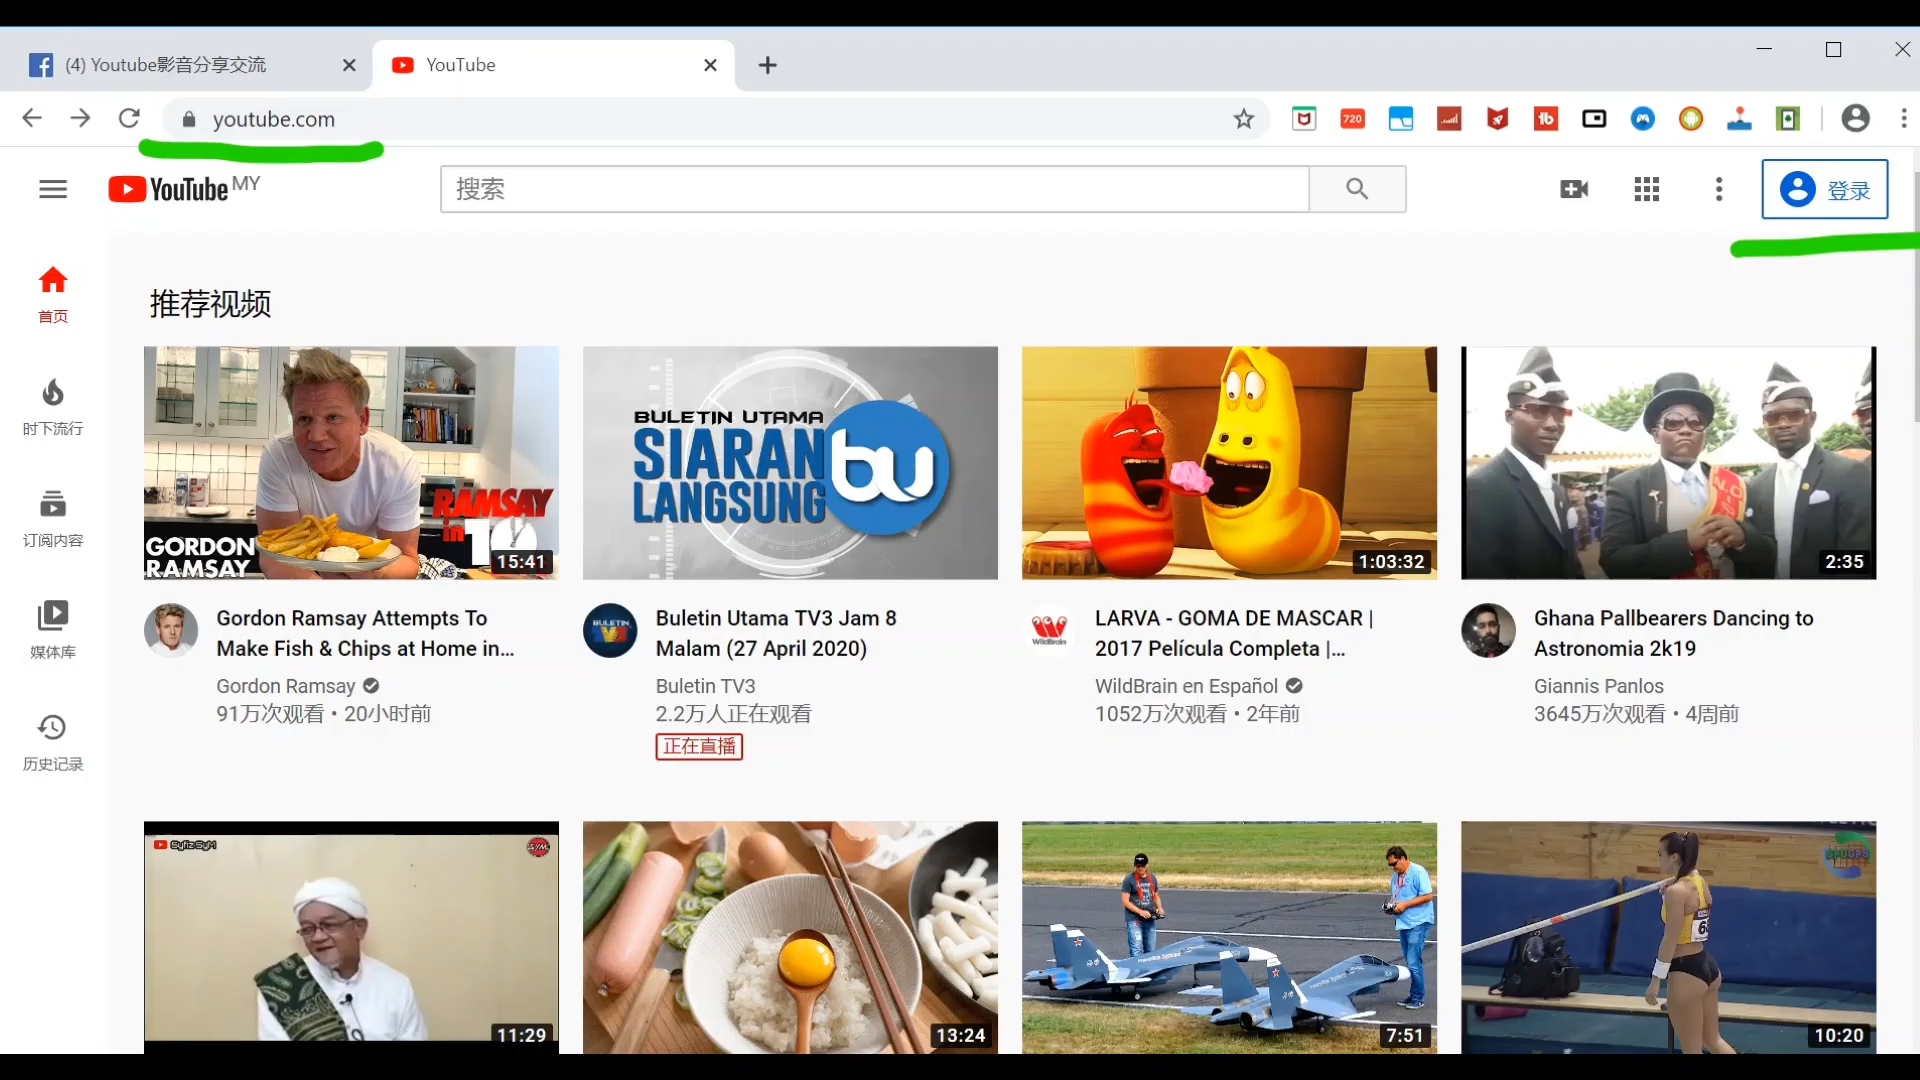 (4) Youtube影音分享交流
YouTube
youtube.com
720
YouTube MY
搜索
登录
首页
时下流行
订阅内容
媒体库
历史记录
推荐视频
GORDON
RAMSAY
RAMSAY
in 10
15:41
BULETIN UTAMA
SIARAN
LANGSUNG
bu
1:03:32
2:35
Gordon Ramsay Attempts To
Make Fish & Chips at Home in...
Gordon Ramsay
91万次观看 • 20小时前
BULETIN
TV3
Buletin Utama TV3 Jam 8
Malam (27 April 2020)
Buletin TV3
2.2万人正在观看
正在直播
WildBrain
LARVA - GOMA DE MASCAR |
2017 Película Completa |...
WildBrain en Español
1052万次观看 • 2年前
Ghana Pallbearers Dancing to
Astronomia 2k19
Giannis Panlos
3645万次观看 • 4周前
SyfizSyM
SYM
11:29
13:24
7:51
SPOOPS
10:20